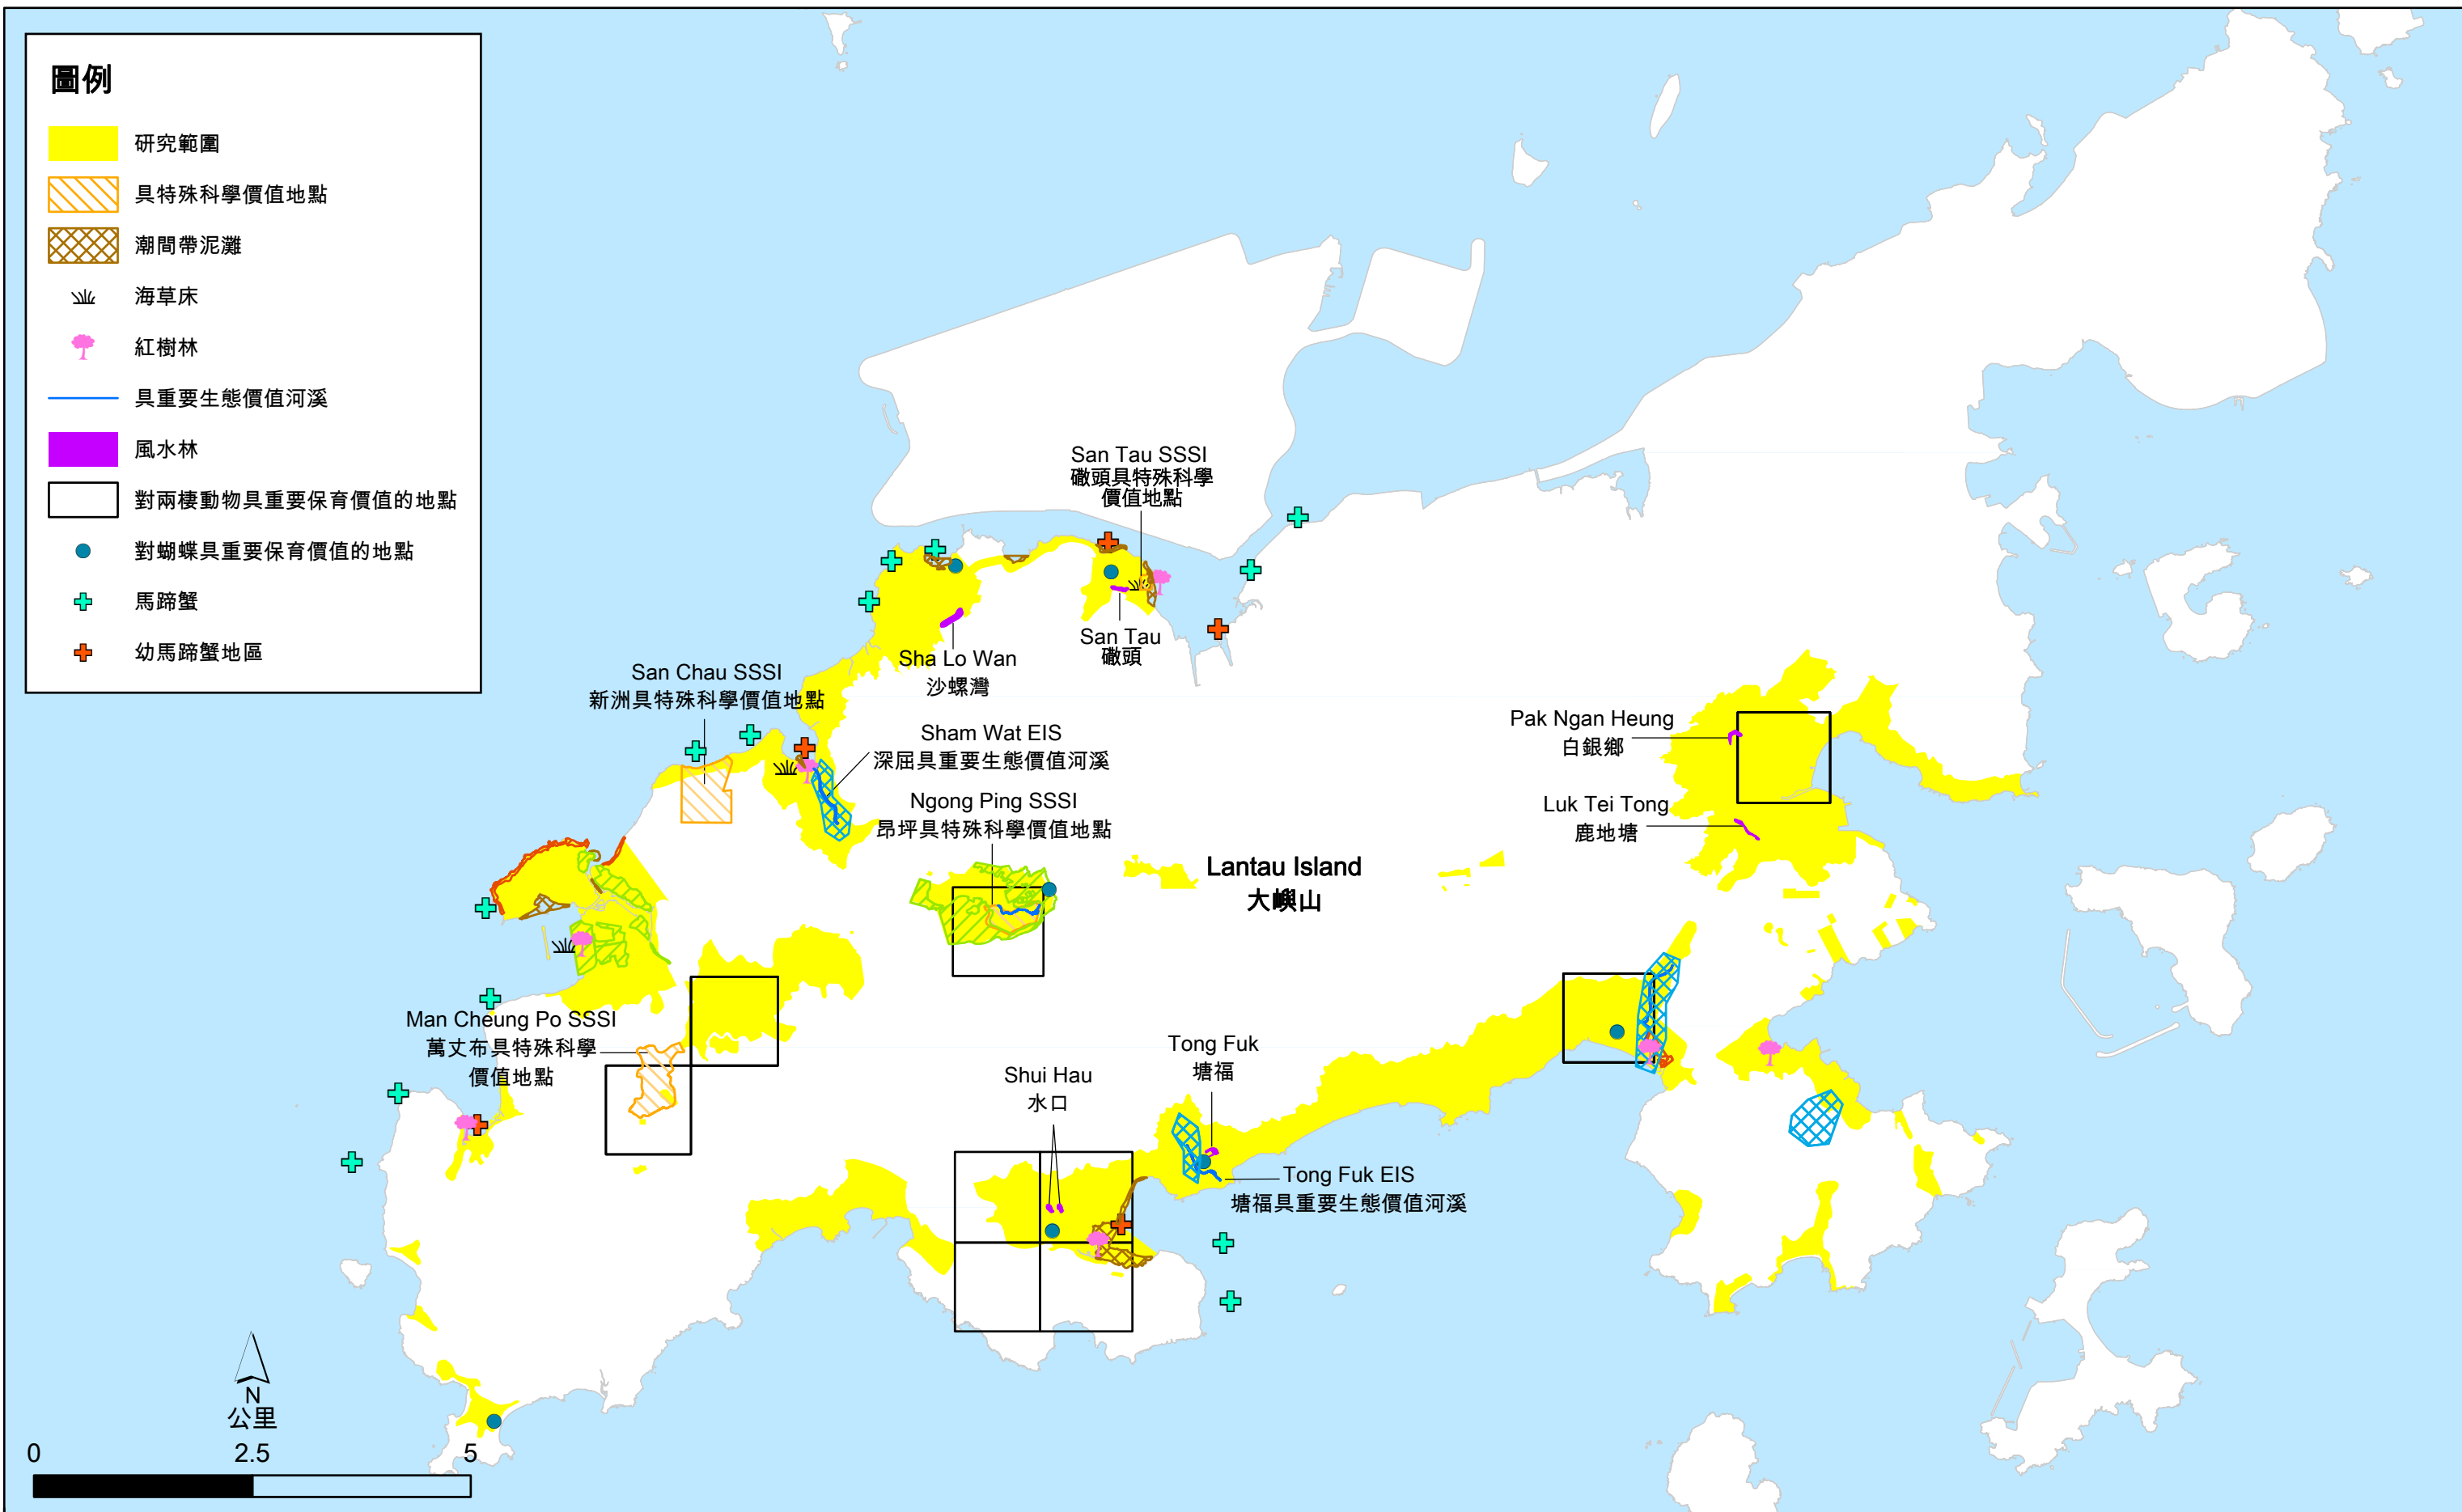 圖例
研究範圍
具特殊科學價值地點
潮間帶泥灘
海草床
紅樹林
具重要生態價值河溪
風水林
對兩棲動物具重要保育價值的地點
對蝴蝶具重要保育價值的地點
馬蹄蟹
幼馬蹄蟹地區
San Tau SSSI
䃟頭具特殊科學
價值地點
San Tau
䃟頭
Sha Lo Wan
沙螺灣
San Chau SSSI
新洲具特殊科學價值地點
Sham Wat EIS
深屈具重要生態價值河溪
Ngong Ping SSSI
昂坪具特殊科學價值地點
Pak Ngan Heung
白銀鄉
Luk Tei Tong
鹿地塘
Lantau Island
大嶼山
Man Cheung Po SSSI
萬丈布具特殊科學
價值地點
Tong Fuk
塘福
Shui Hau
水口
Tong Fuk EIS
塘福具重要生態價值河溪
N
公里
0 2.5 5